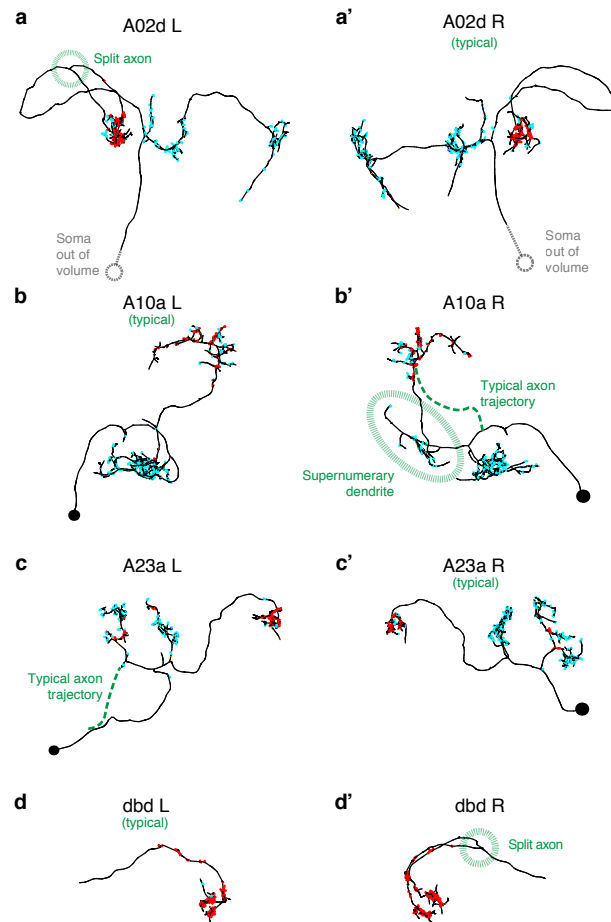 a
A02d L
Split axon
Soma
out of
volume
a'
A02d R
(typical)
Soma
out of
volume
b
A10a L
(typical)
b'
A10a R
Typical axon
trajectory
Supernumerary
dendrite
c
A23a L
Typical axon
trajectory
c'
A23a R
(typical)
d
dbd L
(typical)
d'
dbd R
Split axon